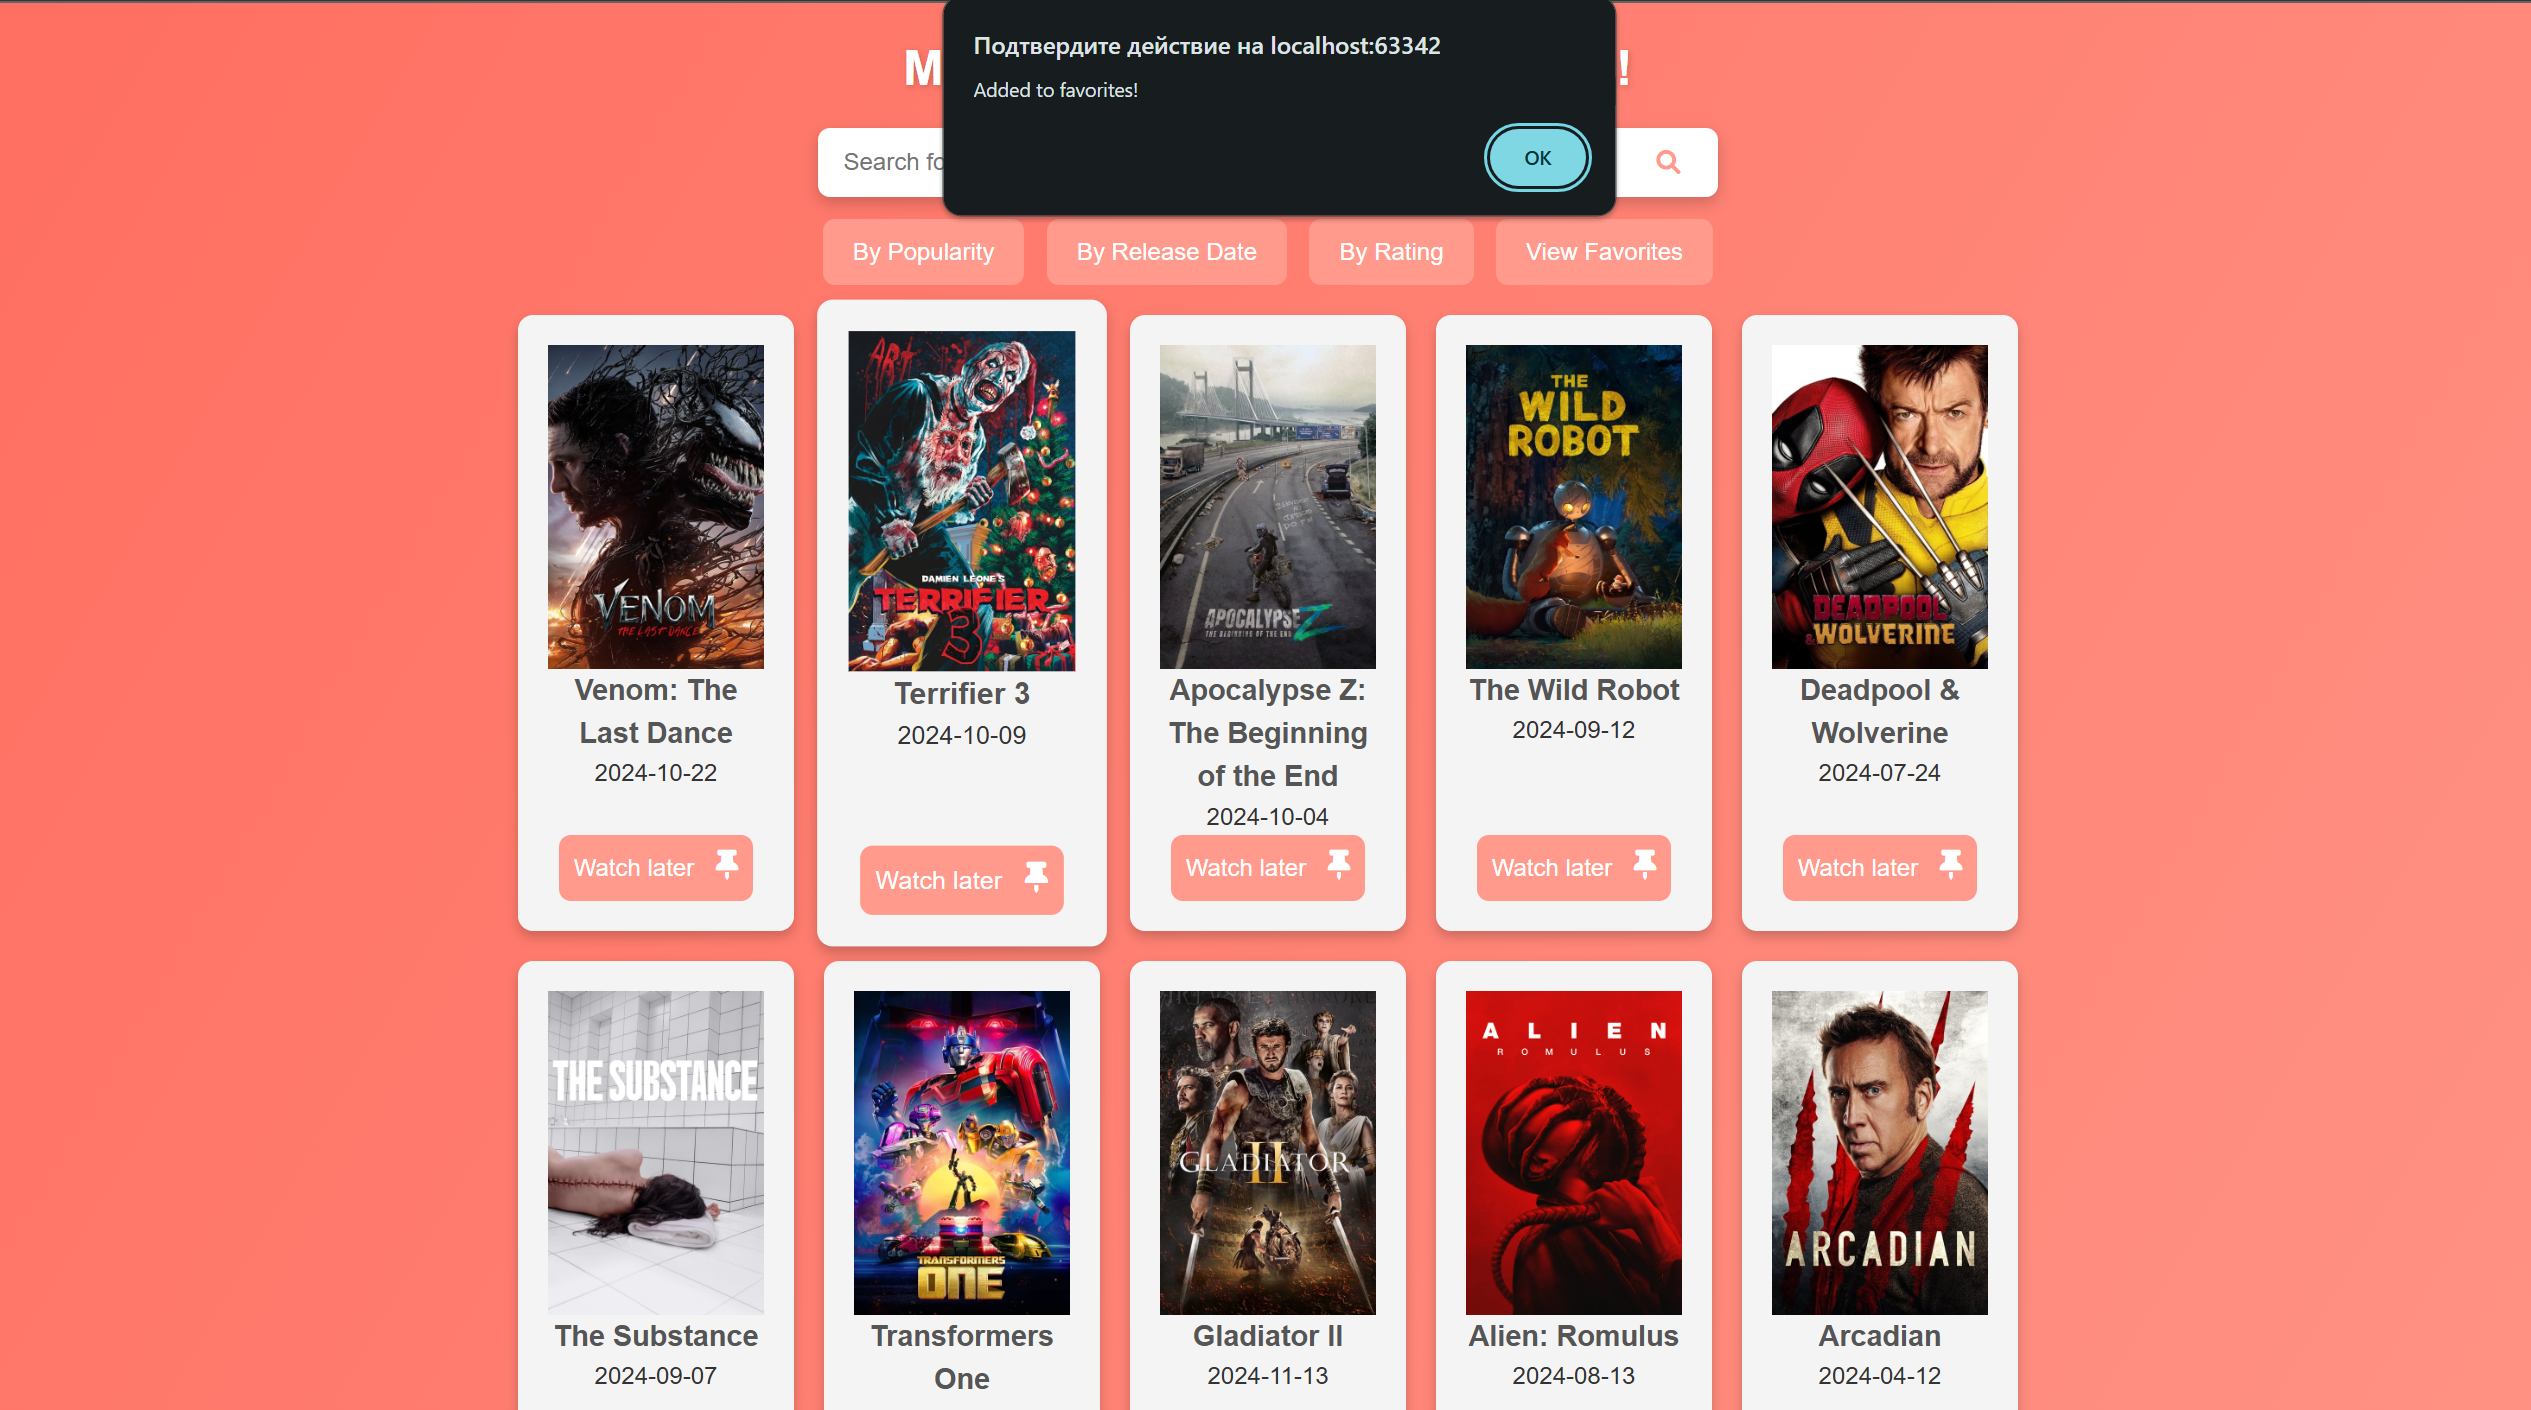 Подтвердите действие на localhost:63342
Added to favorites!
OK
M
!
Search fo
By Popularity
By Release Date
By Rating
View Favorites
VENOM
THE LAST DANCE
Venom: The
Last Dance
2024-10-22
Watch later
ART
DAMIEN LEONE'S
TERRIFIER
3
Terrifier 3
2024-10-09
Watch later
APOCALYPSE Z
THE BEGINNING OF THE END
Apocalypse Z:
The Beginning
of the End
2024-10-04
Watch later
THE
WILD
ROBOT
The Wild Robot
2024-09-12
Watch later
DEADPOOL
& WOLVERINE
Deadpool &
Wolverine
2024-07-24
Watch later
THE SUBSTANCE
The Substance
2024-09-07
TRANSFORMERS
ONE
Transformers
One
GLADIATOR
II
Gladiator II
2024-11-13
ALIEN
ROMULUS
Alien: Romulus
2024-08-13
ARCADIAN
Arcadian
2024-04-12